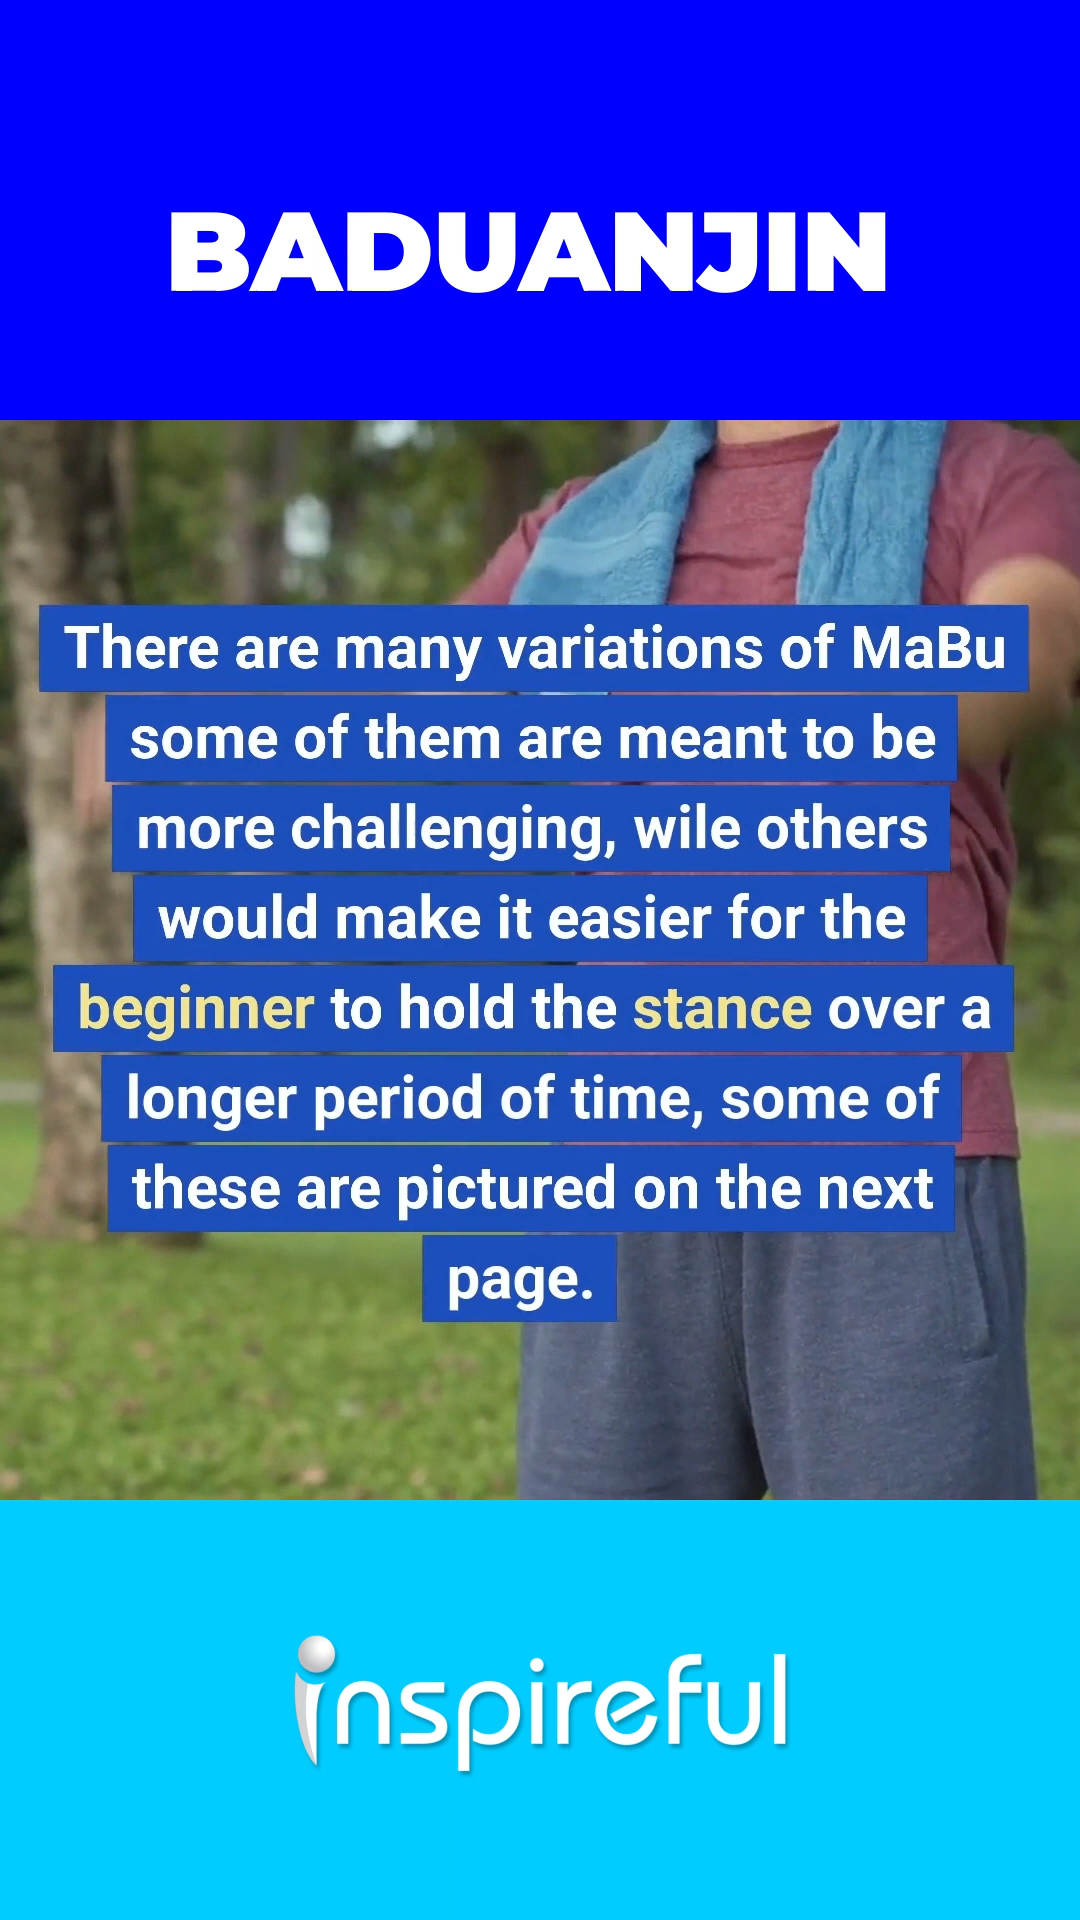 BADUANJIN
There are many variations of MaBu
some of them are meant to be
more challenging, wile others
would make it easier for the
beginner to hold the stance over a
longer period of time, some of
these are pictured on the next
page.
inspireful